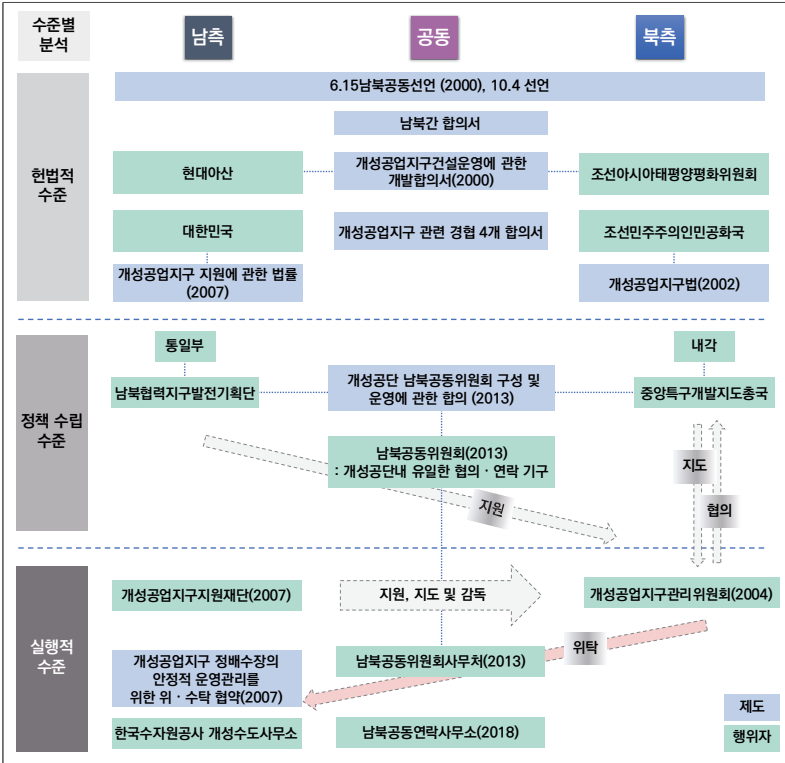 수준별
분석
남측
공동
북측
헌법적
수준
6.15남북공동선언 (2000), 10.4 선언
남북간 합의서
현대아산
개성공업지구건설운영에 관한
개발합의서(2000)
조선아시아태평양평화위원회
대한민국
개성공업지구 관련 경협 4개 합의서
조선민주주의인민공화국
개성공업지구 지원에 관한 법률
(2007)
개성공업지구법(2002)
정책 수립
수준
통일부
내각
남북협력지구발전기획단
개성공단 남북공동위원회 구성 및
운영에 관한 합의 (2013)
중앙특구개발지도총국
남북공동위원회(2013)
: 개성공단내 유일한 협의 · 연락 기구
지원
지도
협의
실행적
수준
개성공업지구지원재단(2007)
지원, 지도 및 감독
개성공업지구관리위원회(2004)
위탁
개성공업지구 정배수장의
안정적 운영관리를
위한 위 · 수탁 협약(2007)
남북공동위원회사무처(2013)
한국수자원공사 개성수도사무소
남북공동연락사무소(2018)
제도
행위자